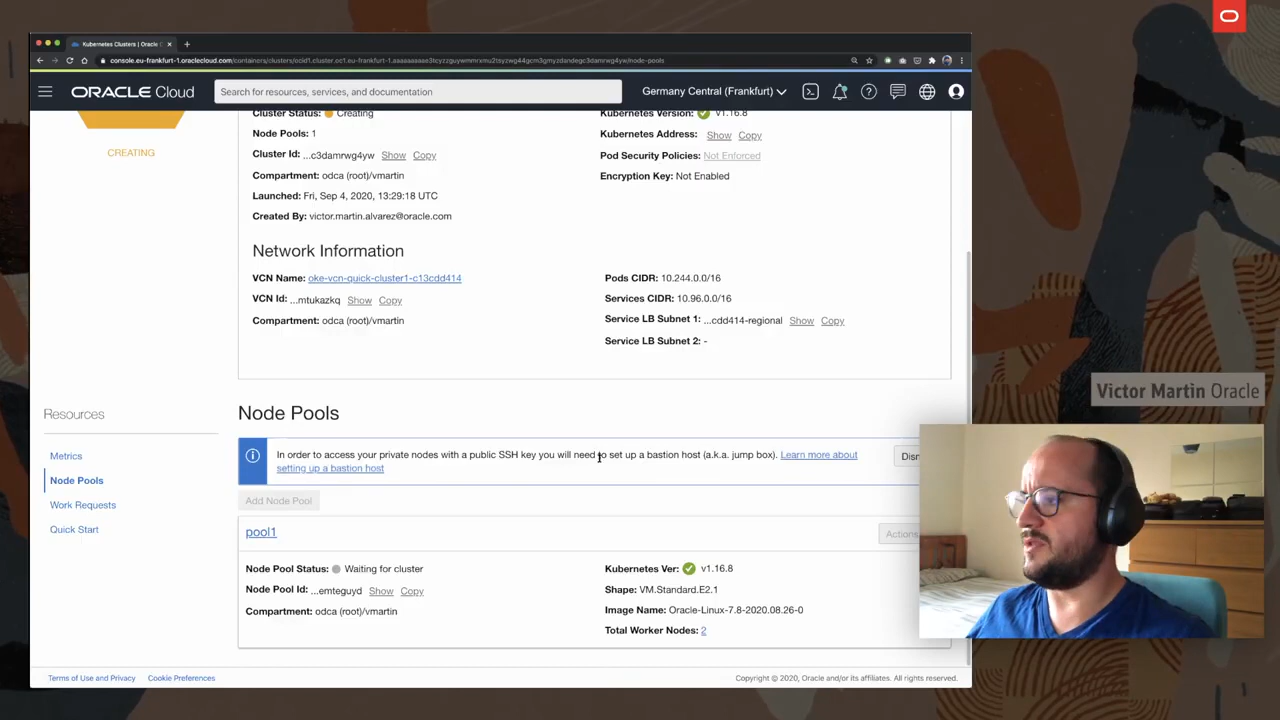 Kubernetes Clusters | Oracle
console.eu-frankfurt-1.oraclecloud.com
ORACLE Cloud
Search for resources, services, and documentation
Germany Central (Frankfurt)
CREATING
Cluster Status: Creating
Node Pools: 1
Cluster Id: ...c3damrwg4yw Show Copy
Compartment: odca (root)/vmartin
Launched: Fri, Sep 4, 2020, 13:29:18 UTC
Created By: victor.martin.alvarez@oracle.com
Kubernetes Version: v1.16.8
Kubernetes Address: Show Copy
Pod Security Policies: Not Enforced
Encryption Key: Not Enabled
Network Information
VCN Name: oke-vcn-quick-cluster1-c13cdd414
VCN Id: ...mtukazkq Show Copy
Compartment: odca (root)/vmartin
Pods CIDR: 10.244.0.0/16
Services CIDR: 10.96.0.0/16
Service LB Subnet 1: ...cdd414-regional Show Copy
Service LB Subnet 2: -
Resources
Metrics
Node Pools
Work Requests
Quick Start
Node Pools
In order to access your private nodes with a public SSH key you will need to set up a bastion host (a.k.a. jump box). Learn more about
setting up a bastion host
Add Node Pool
pool1
Actions
Node Pool Status: Waiting for cluster
Node Pool Id: ...emteguyd Show Copy
Compartment: odca (root)/vmartin
Kubernetes Ver: v1.16.8
Shape: VM.Standard.E2.1
Image Name: Oracle-Linux-7.8-2020.08.26-0
Total Worker Nodes: 2
Victor Martin Oracle
Terms of Use and Privacy Cookie Preferences
Copyright © 2020, Oracle and/or its affiliates. All rights reserved.